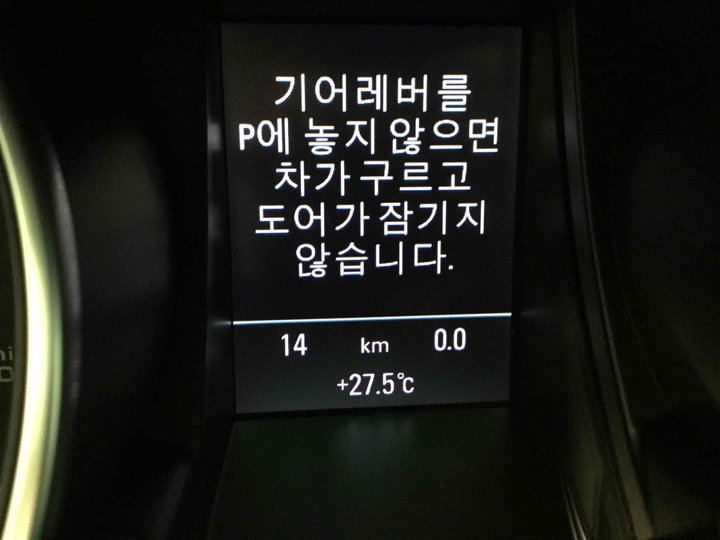 기어레버를
P에 놓지 않으면
차가 구르고
도어가 잠기지
않습니다.
14 km 0.0
+27.5℃